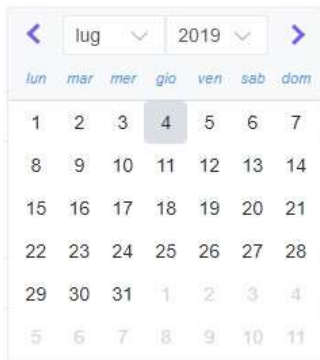 lug 2019
lun mar mer gio ven sab dom
1 2 3 4 5 6 7
8 9 10 11 12 13 14
15 16 17 18 19 20 21
22 23 24 25 26 27 28
29 30 31 1 2 3 4
5 6 7 8 9 10 11